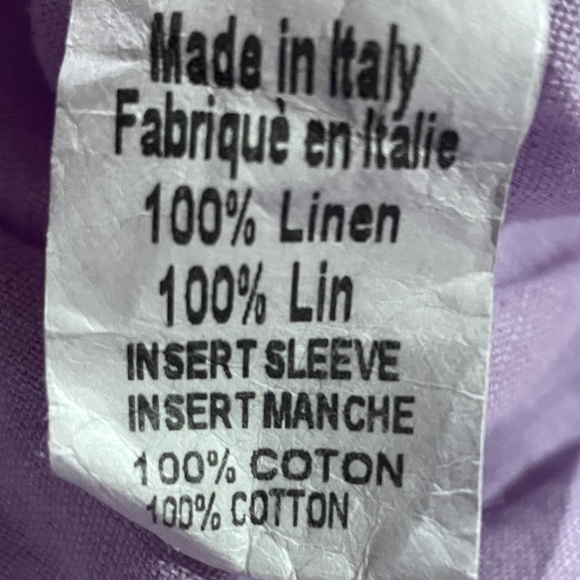 Made in Italy
Fabriquè en Italie
100% Linen
100% Lin
INSERT SLEEVE
INSERT MANCHE
100% COTON
100% COTTON